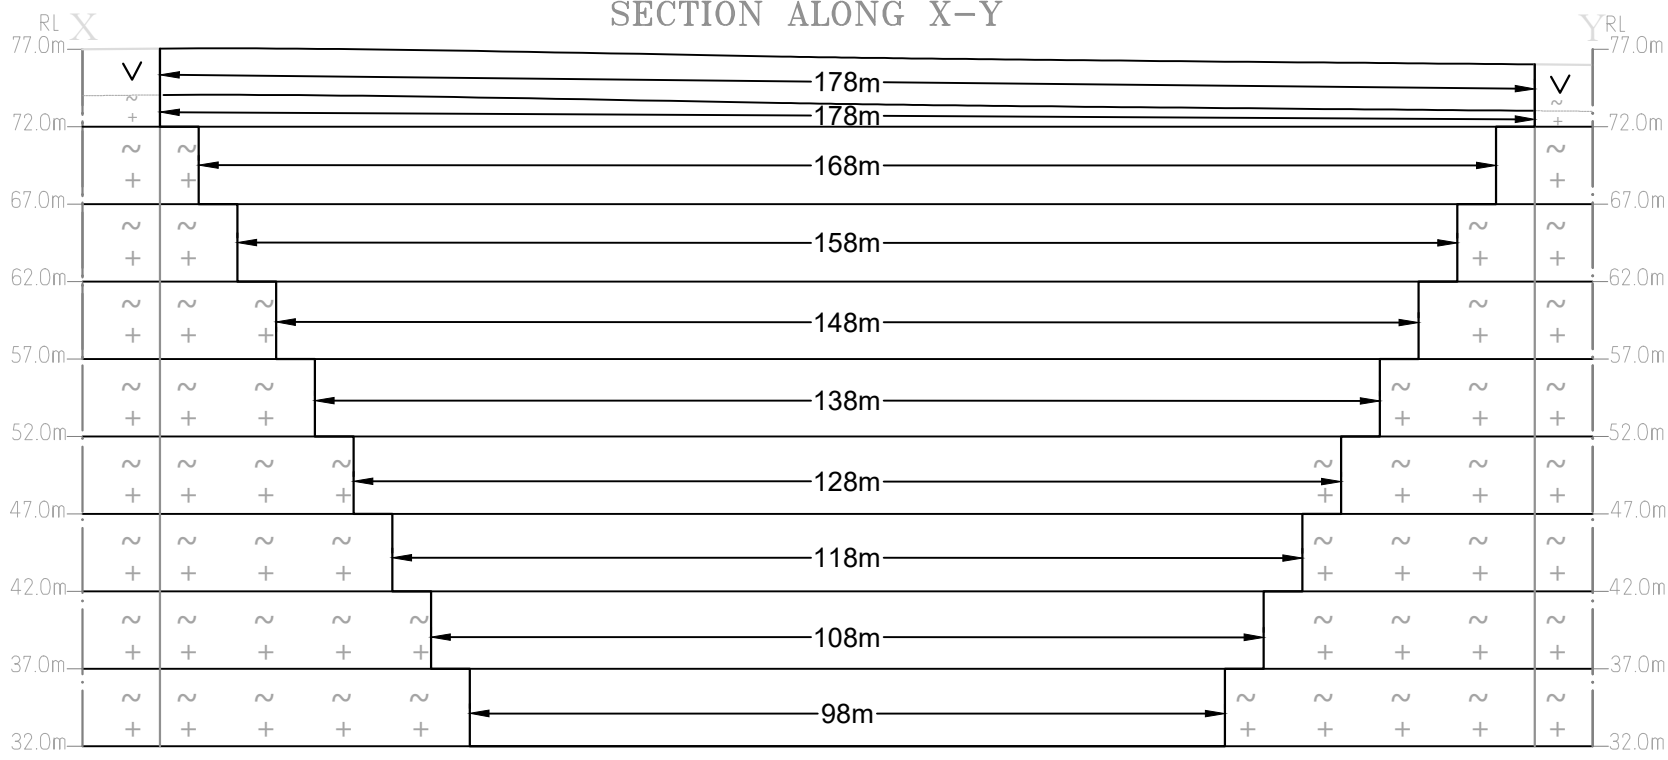 SECTION ALONG X-Y
RL X Y RL
77.0m 77.0m
V 178m V
~ 178m ~
+ +
72.0m 72.0m
~ ~ 168m ~
+ + +
67.0m 67.0m
~ ~ 158m ~ ~
+ + + +
62.0m 62.0m
~ ~ ~ 148m ~ ~
+ + + + +
57.0m 57.0m
~ ~ ~ 138m ~ ~ ~
+ + + + + +
52.0m 52.0m
~ ~ ~ ~ 128m ~ ~ ~ ~
+ + + + + + + +
47.0m 47.0m
~ ~ ~ ~ 118m ~ ~ ~ ~
+ + + + + + + +
42.0m 42.0m
~ ~ ~ ~ ~ 108m ~ ~ ~ ~
+ + + + + + + + +
37.0m 37.0m
~ ~ ~ ~ ~ 98m ~ ~ ~ ~ ~
+ + + + + + + + + +
32.0m 32.0m